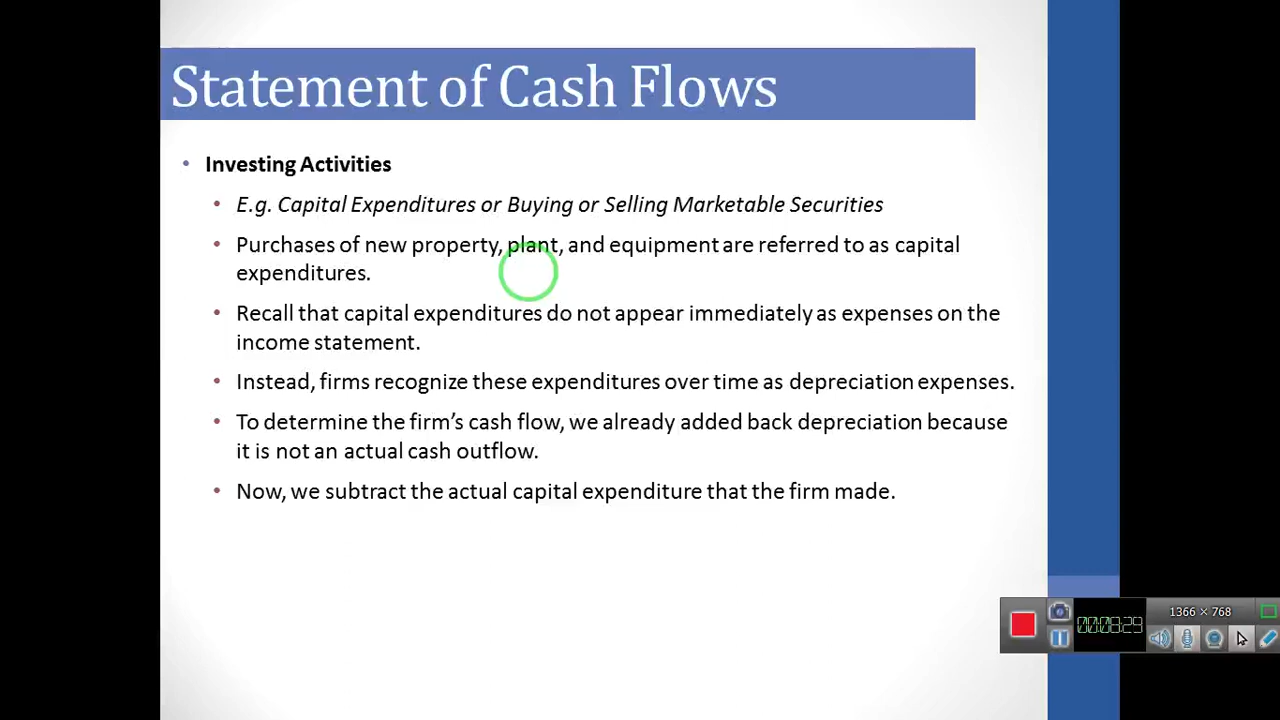 Statement of Cash Flows
• Investing Activities
• E.g. Capital Expenditures or Buying or Selling Marketable Securities
• Purchases of new property, plant, and equipment are referred to as capital
expenditures.
• Recall that capital expenditures do not appear immediately as expenses on the
income statement.
• Instead, firms recognize these expenditures over time as depreciation expenses.
• To determine the firm’s cash flow, we already added back depreciation because
it is not an actual cash outflow.
• Now, we subtract the actual capital expenditure that the firm made.
1366 × 768
00:08:29